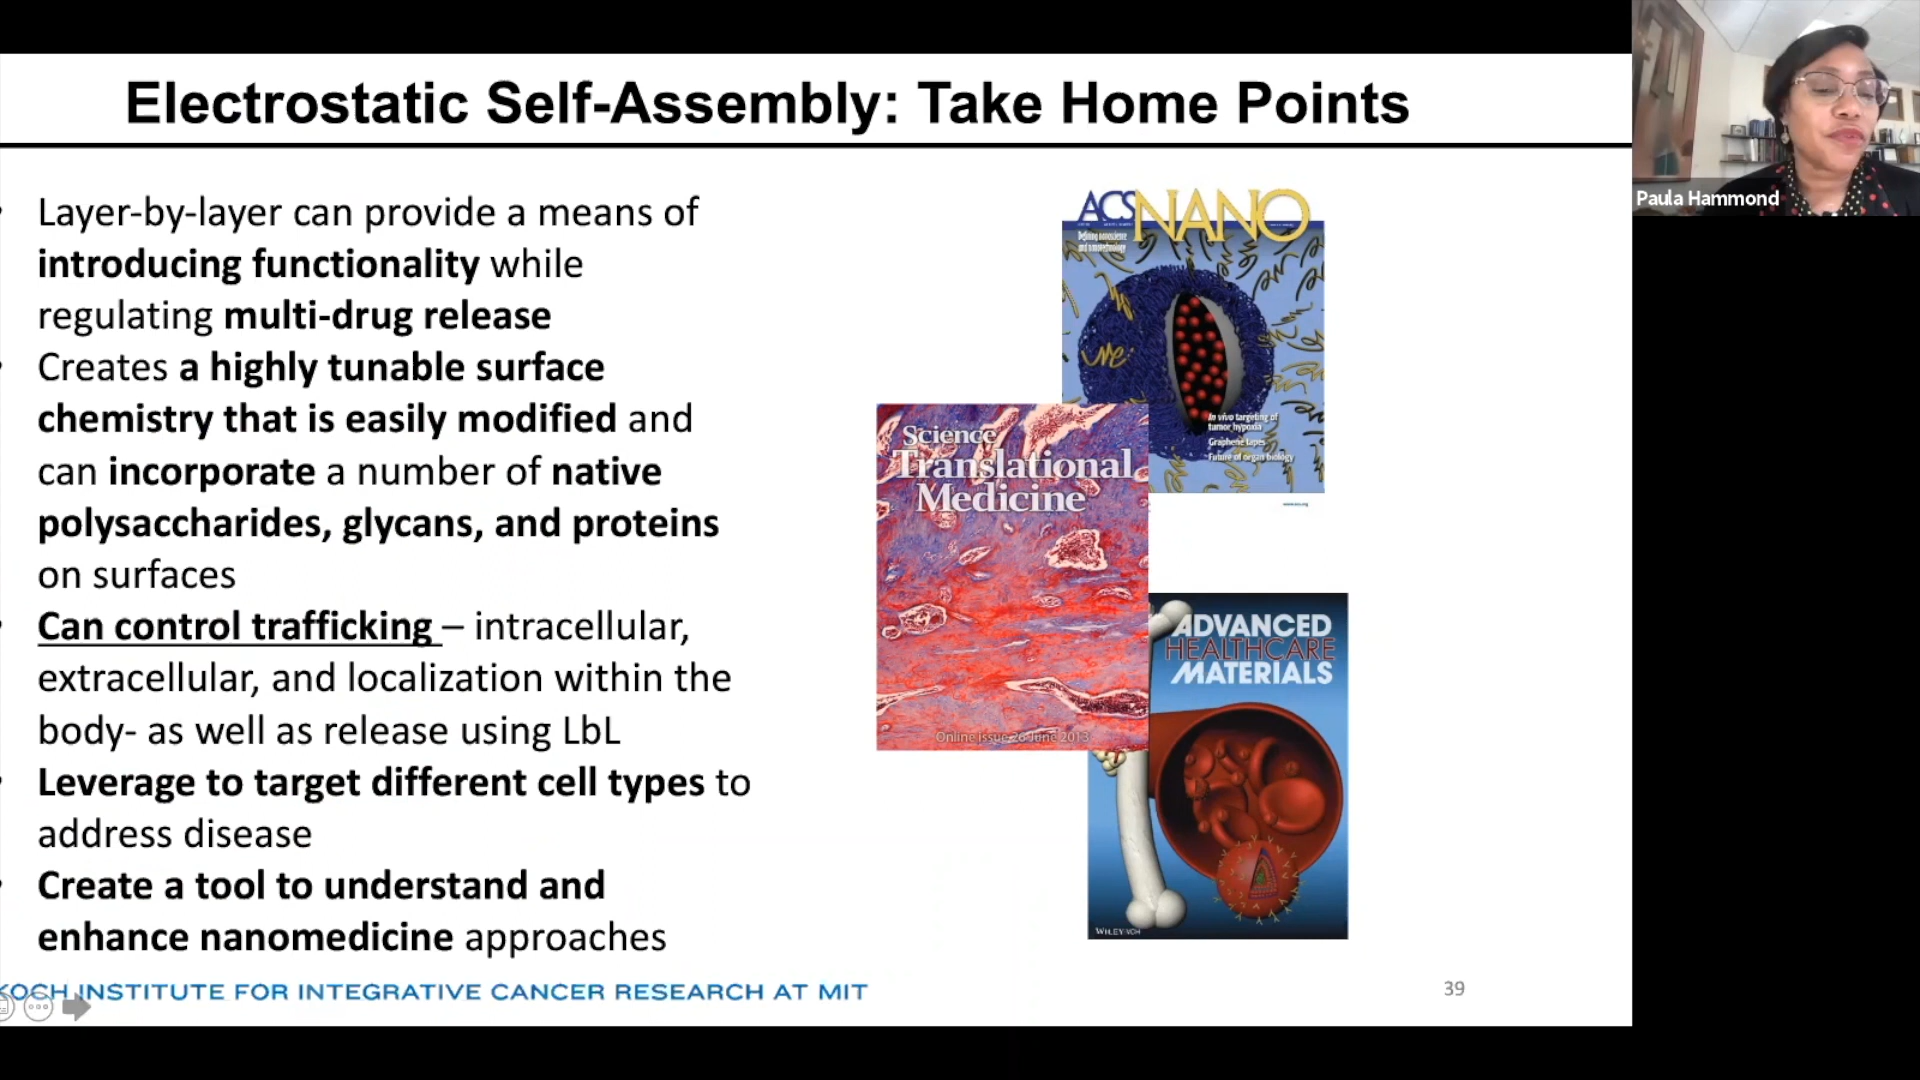 Electrostatic Self-Assembly: Take Home Points
Layer-by-layer can provide a means of
introducing functionality while
regulating multi-drug release
Creates a highly tunable surface
chemistry that is easily modified and
can incorporate a number of native
polysaccharides, glycans, and proteins
on surfaces
Can control trafficking – intracellular,
extracellular, and localization within the
body- as well as release using LbL
Leverage to target different cell types to
address disease
Create a tool to understand and
enhance nanomedicine approaches
KOCH INSTITUTE FOR INTEGRATIVE CANCER RESEARCH AT MIT
39
ACS NANO
In vivo targeting of
tumor hypoxia
Graphene tapes
Future of organ biology
www.acs.org
Science
Translational
Medicine
Online issue 26 June 2013
ADVANCED
HEALTHCARE
MATERIALS
WILEY-VCH
Paula Hammond